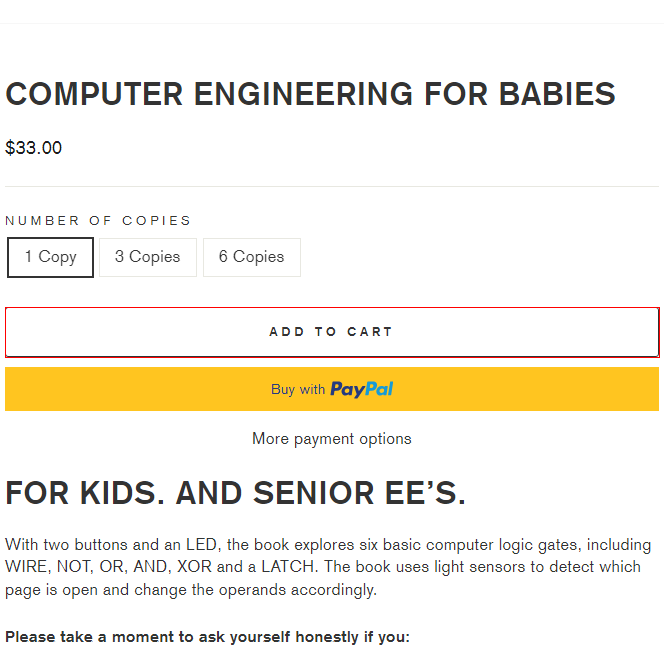 COMPUTER ENGINEERING FOR BABIES
$33.00
NUMBER OF COPIES
1 Copy 3 Copies 6 Copies
ADD TO CART
Buy with PayPal
More payment options
FOR KIDS. AND SENIOR EE’S.
With two buttons and an LED, the book explores six basic computer logic gates, including
WIRE, NOT, OR, AND, XOR and a LATCH. The book uses light sensors to detect which
page is open and change the operands accordingly.
Please take a moment to ask yourself honestly if you: